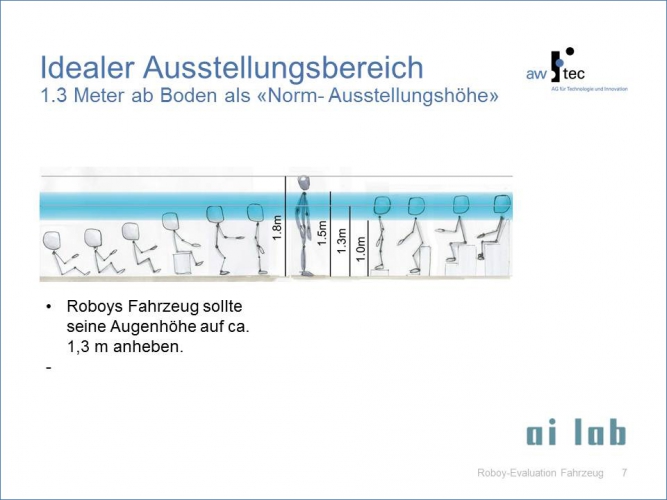 Idealer Ausstellungsbereich
1.3 Meter ab Boden als «Norm- Ausstellungshöhe»
aw tec
AG für Technologie und Innovation
1.8m
1.5m
1.3m
1.0m
• Roboys Fahrzeug sollte
seine Augenhöhe auf ca.
1,3 m anheben.
-
ai lab
Roboy-Evaluation Fahrzeug 7